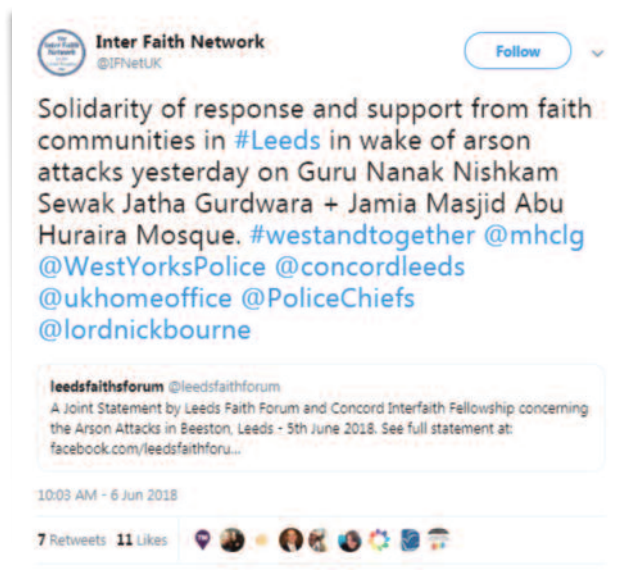 Inter Faith Network
@IFNetUK
Follow
Solidarity of response and support from faith
communities in #Leeds in wake of arson
attacks yesterday on Guru Nanak Nishkam
Sewak Jatha Gurdwara + Jamia Masjid Abu
Huraira Mosque. #westandtogether @mhclg
@WestYorksPolice @concordleeds
@ukhomeoffice @PoliceChiefs
@lordnickbourne
leedsfaithsforum @leedsfaithforum
A Joint Statement by Leeds Faith Forum and Concord Interfaith Fellowship concerning
the Arson Attacks in Beeston, Leeds - 5th June 2018. See full statement at:
facebook.com/leedsfaithforu...
10:03 AM - 6 Jun 2018
7 Retweets 11 Likes